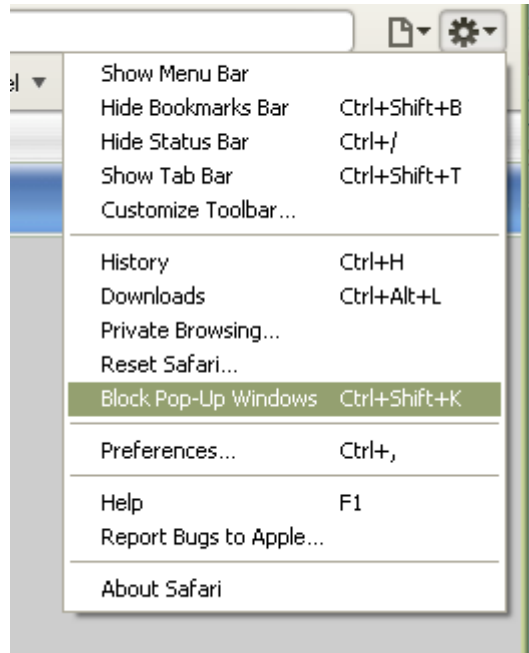 el
Show Menu Bar
Hide Bookmarks Bar Ctrl+Shift+B
Hide Status Bar Ctrl+/
Show Tab Bar Ctrl+Shift+T
Customize Toolbar...
History Ctrl+H
Downloads Ctrl+Alt+L
Private Browsing...
Reset Safari...
Block Pop-Up Windows Ctrl+Shift+K
Preferences... Ctrl+,
Help F1
Report Bugs to Apple...
About Safari